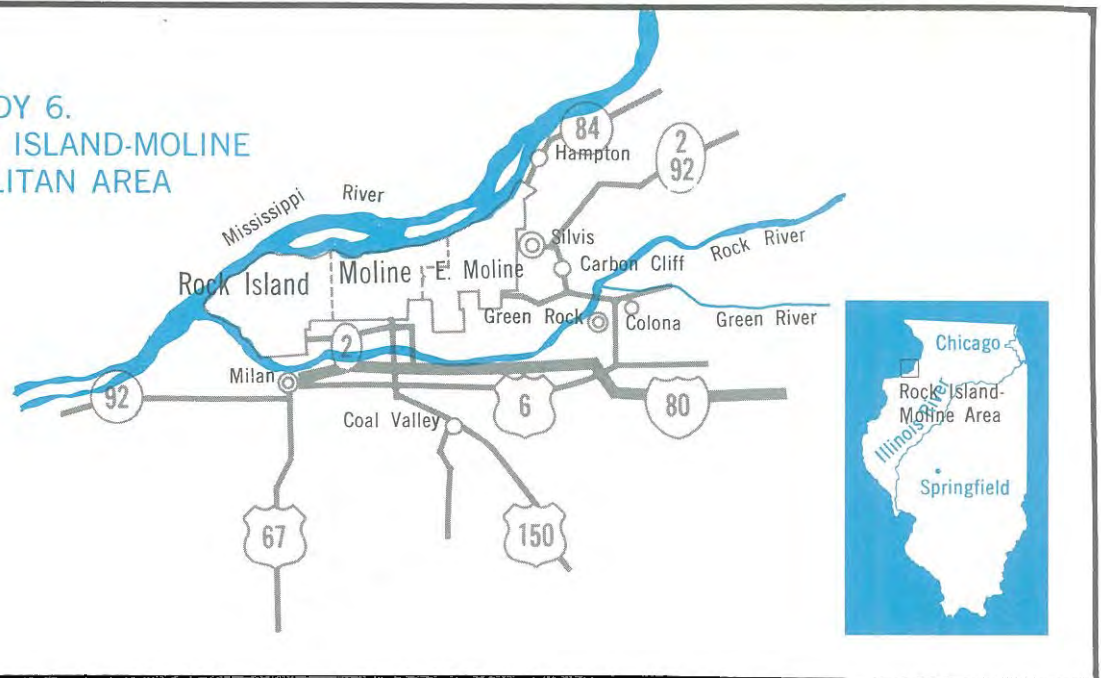 DY 6.
ISLAND-MOLINE
LITAN AREA
84
Hampton
2
92
Mississippi River
Silvis
Rock River
Rock Island
Moline
E. Moline
Carbon Cliff
Green Rock
Colona
Green River
2
Milan
92
6
80
Coal Valley
67
150
Chicago
Rock Island-
Moline Area
Illinois River
Springfield